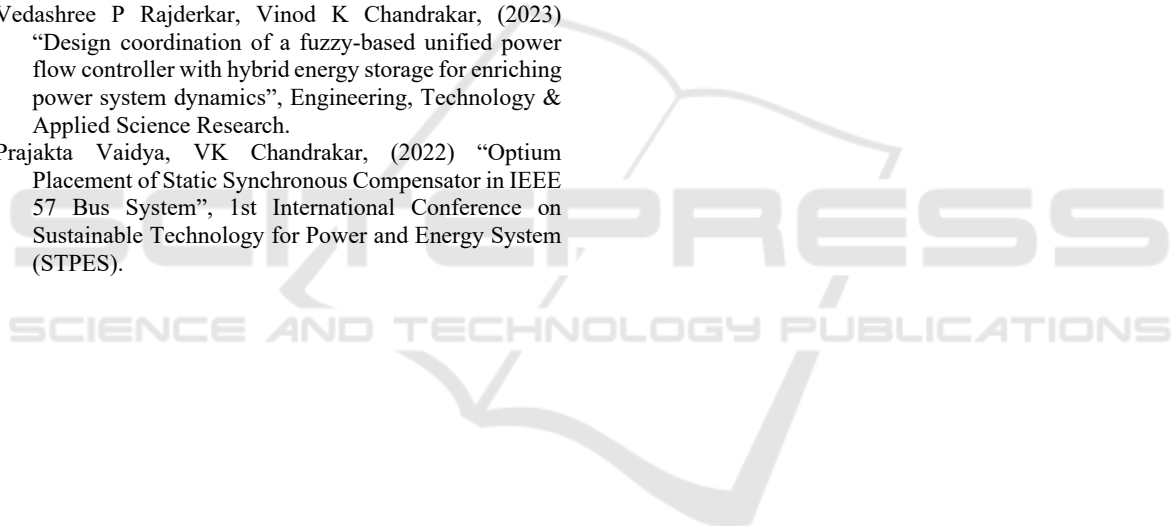 Vedashree P Rajderkar, Vinod K Chandrakar, (2023)
“Design coordination of a fuzzy-based unified power
flow controller with hybrid energy storage for enriching
power system dynamics”, Engineering, Technology &
Applied Science Research.
Prajakta Vaidya, VK Chandrakar, (2022) “Optium
Placement of Static Synchronous Compensator in IEEE
57 Bus System”, 1st International Conference on
Sustainable Technology for Power and Energy System
(STPES).
SCITEPRESS
SCIENCE AND TECHNOLOGY PUBLICATIONS